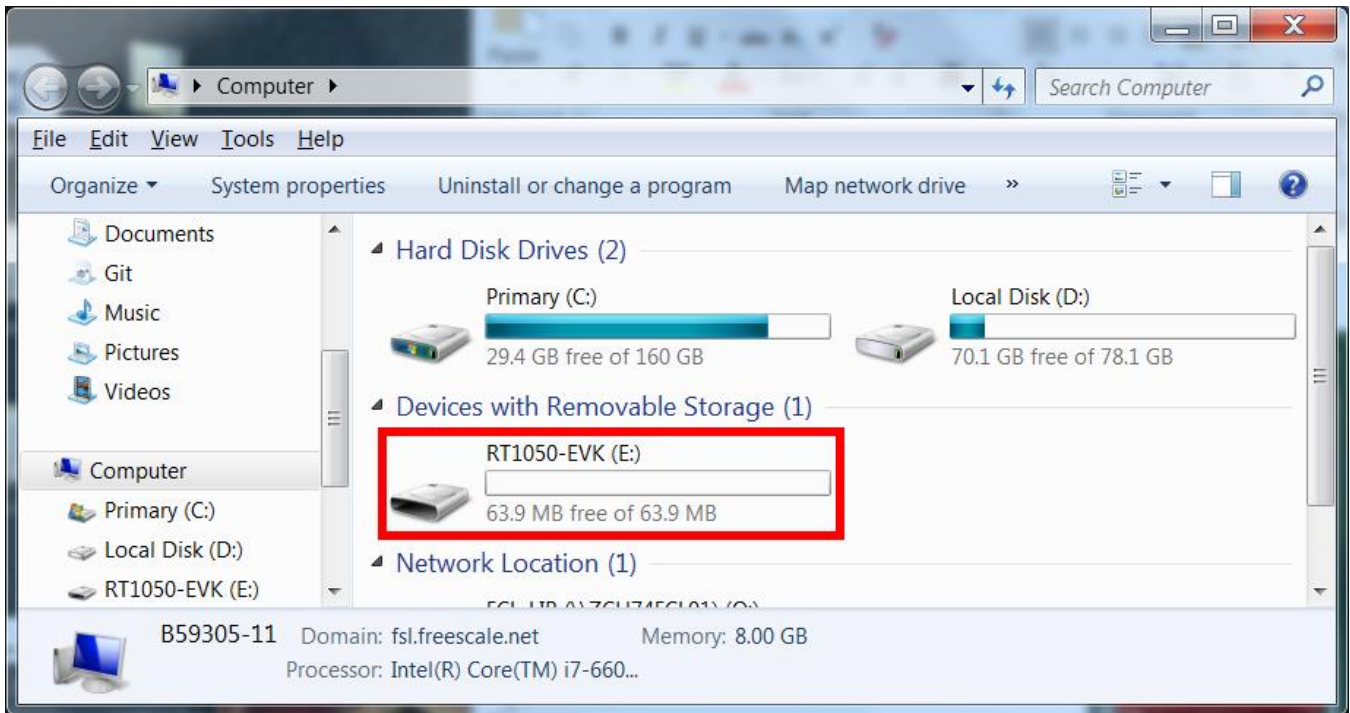 Computer
Search Computer
File Edit View Tools Help
Organize System properties Uninstall or change a program Map network drive »
Documents
Git
Music
Pictures
Videos
Computer
Primary (C:)
Local Disk (D:)
RT1050-EVK (E:)
Hard Disk Drives (2)
Primary (C:)
29.4 GB free of 160 GB
Local Disk (D:)
70.1 GB free of 78.1 GB
Devices with Removable Storage (1)
RT1050-EVK (E:)
63.9 MB free of 63.9 MB
Network Location (1)
B59305-11 Domain: fsl.freescale.net Memory: 8.00 GB
Processor: Intel(R) Core(TM) i7-660...